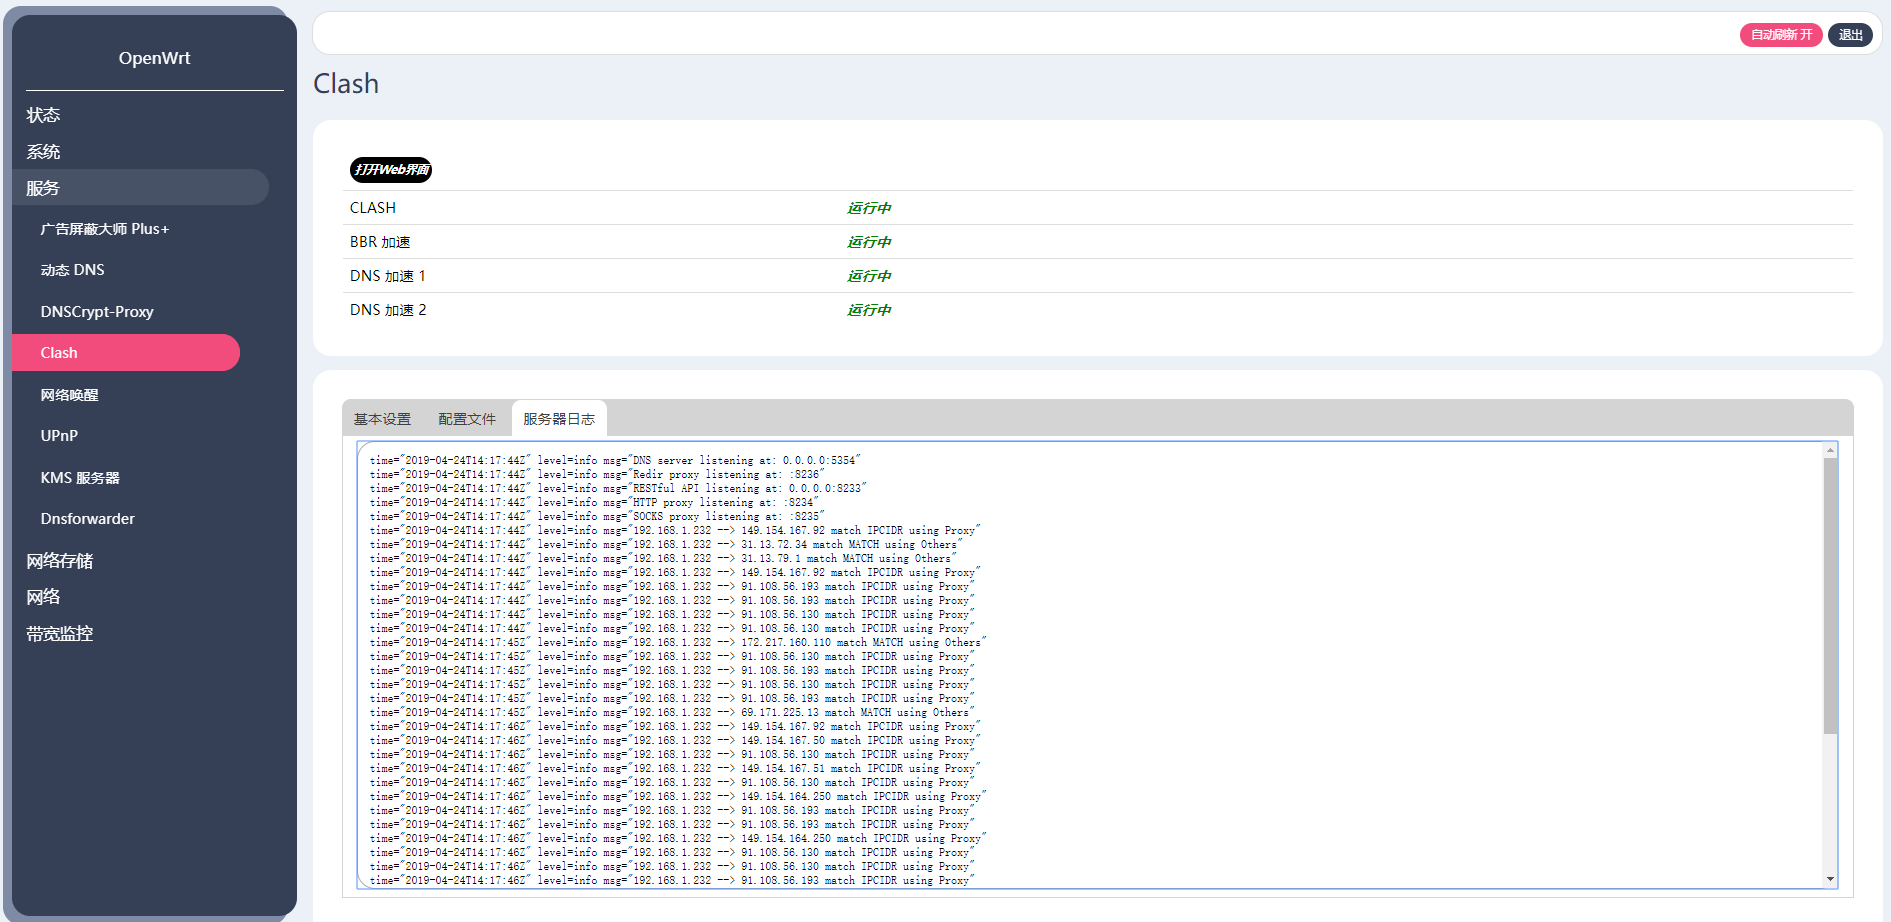 OpenWrt
状态
系统
服务
广告屏蔽大师 Plus+
动态 DNS
DNSCrypt-Proxy
Clash
网络唤醒
UPnP
KMS 服务器
Dnsforwarder
网络存储
网络
带宽监控
自动刷新 开 退出
Clash
打开Web界面
CLASH 运行中
BBR 加速 运行中
DNS 加速 1 运行中
DNS 加速 2 运行中
基本设置 配置文件 服务器日志
time="2019-04-24T14:17:44Z" level=info msg="DNS server listening at: 0.0.0.0:5354"
time="2019-04-24T14:17:44Z" level=info msg="Redir proxy listening at: :8236"
time="2019-04-24T14:17:44Z" level=info msg="RESTful API listening at: 0.0.0.0:8233"
time="2019-04-24T14:17:44Z" level=info msg="HTTP proxy listening at: :8234"
time="2019-04-24T14:17:44Z" level=info msg="SOCKS proxy listening at: :8235"
time="2019-04-24T14:17:44Z" level=info msg="192.168.1.232 --> 149.154.167.92 match IPCIDR using Proxy"
time="2019-04-24T14:17:44Z" level=info msg="192.168.1.232 --> 31.13.72.34 match MATCH using Others"
time="2019-04-24T14:17:44Z" level=info msg="192.168.1.232 --> 31.13.79.1 match MATCH using Others"
time="2019-04-24T14:17:44Z" level=info msg="192.168.1.232 --> 149.154.167.92 match IPCIDR using Proxy"
time="2019-04-24T14:17:44Z" level=info msg="192.168.1.232 --> 91.108.56.193 match IPCIDR using Proxy"
time="2019-04-24T14:17:44Z" level=info msg="192.168.1.232 --> 91.108.56.193 match IPCIDR using Proxy"
time="2019-04-24T14:17:44Z" level=info msg="192.168.1.232 --> 91.108.56.130 match IPCIDR using Proxy"
time="2019-04-24T14:17:44Z" level=info msg="192.168.1.232 --> 91.108.56.130 match IPCIDR using Proxy"
time="2019-04-24T14:17:44Z" level=info msg="192.168.1.232 --> 172.217.160.110 match MATCH using Others"
time="2019-04-24T14:17:45Z" level=info msg="192.168.1.232 --> 91.108.56.130 match IPCIDR using Proxy"
time="2019-04-24T14:17:45Z" level=info msg="192.168.1.232 --> 91.108.56.193 match IPCIDR using Proxy"
time="2019-04-24T14:17:45Z" level=info msg="192.168.1.232 --> 91.108.56.130 match IPCIDR using Proxy"
time="2019-04-24T14:17:45Z" level=info msg="192.168.1.232 --> 91.108.56.193 match IPCIDR using Proxy"
time="2019-04-24T14:17:45Z" level=info msg="192.168.1.232 --> 69.171.225.13 match MATCH using Others"
time="2019-04-24T14:17:46Z" level=info msg="192.168.1.232 --> 149.154.167.92 match IPCIDR using Proxy"
time="2019-04-24T14:17:46Z" level=info msg="192.168.1.232 --> 149.154.167.50 match IPCIDR using Proxy"
time="2019-04-24T14:17:46Z" level=info msg="192.168.1.232 --> 91.108.56.130 match IPCIDR using Proxy"
time="2019-04-24T14:17:46Z" level=info msg="192.168.1.232 --> 149.154.167.51 match IPCIDR using Proxy"
time="2019-04-24T14:17:46Z" level=info msg="192.168.1.232 --> 91.108.56.130 match IPCIDR using Proxy"
time="2019-04-24T14:17:46Z" level=info msg="192.168.1.232 --> 149.154.164.250 match IPCIDR using Proxy"
time="2019-04-24T14:17:46Z" level=info msg="192.168.1.232 --> 91.108.56.193 match IPCIDR using Proxy"
time="2019-04-24T14:17:46Z" level=info msg="192.168.1.232 --> 91.108.56.193 match IPCIDR using Proxy"
time="2019-04-24T14:17:46Z" level=info msg="192.168.1.232 --> 149.154.164.250 match IPCIDR using Proxy"
time="2019-04-24T14:17:46Z" level=info msg="192.168.1.232 --> 91.108.56.130 match IPCIDR using Proxy"
time="2019-04-24T14:17:46Z" level=info msg="192.168.1.232 --> 91.108.56.130 match IPCIDR using Proxy"
time="2019-04-24T14:17:46Z" level=info msg="192.168.1.232 --> 91.108.56.193 match IPCIDR using Proxy"